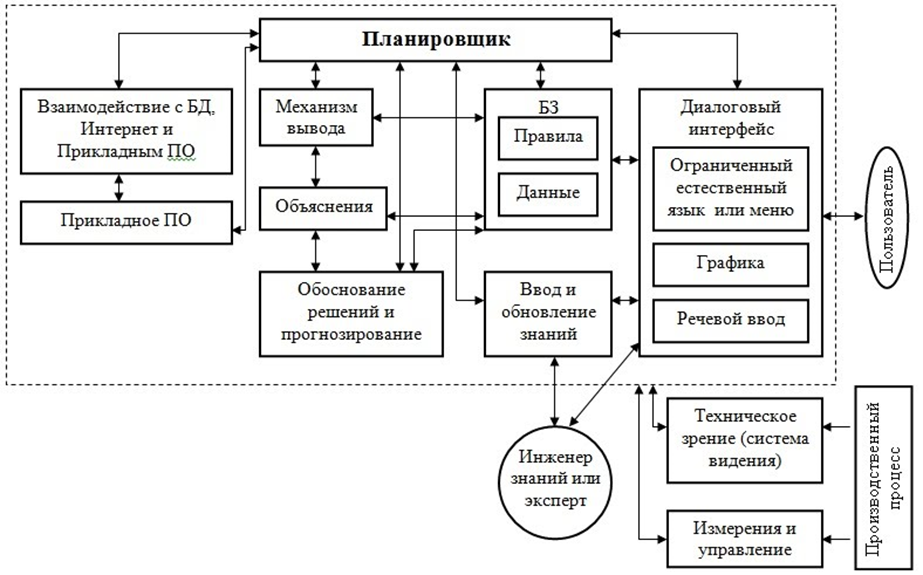 Планировщик
Взаимодействие с БД,
Интернет и
Прикладным ПО
Прикладное ПО
Механизм
вывода
Объяснения
Обоснование
решений и
прогнозирование
БЗ
Правила
Данные
Ввод и
обновление
знаний
Диалоговый
интерфейс
Ограниченный
естественный
язык или меню
Графика
Речевой ввод
Пользователь
Инженер
знаний или
эксперт
Техническое
зрение (система
видения)
Измерения и
управление
Производственный
процесс